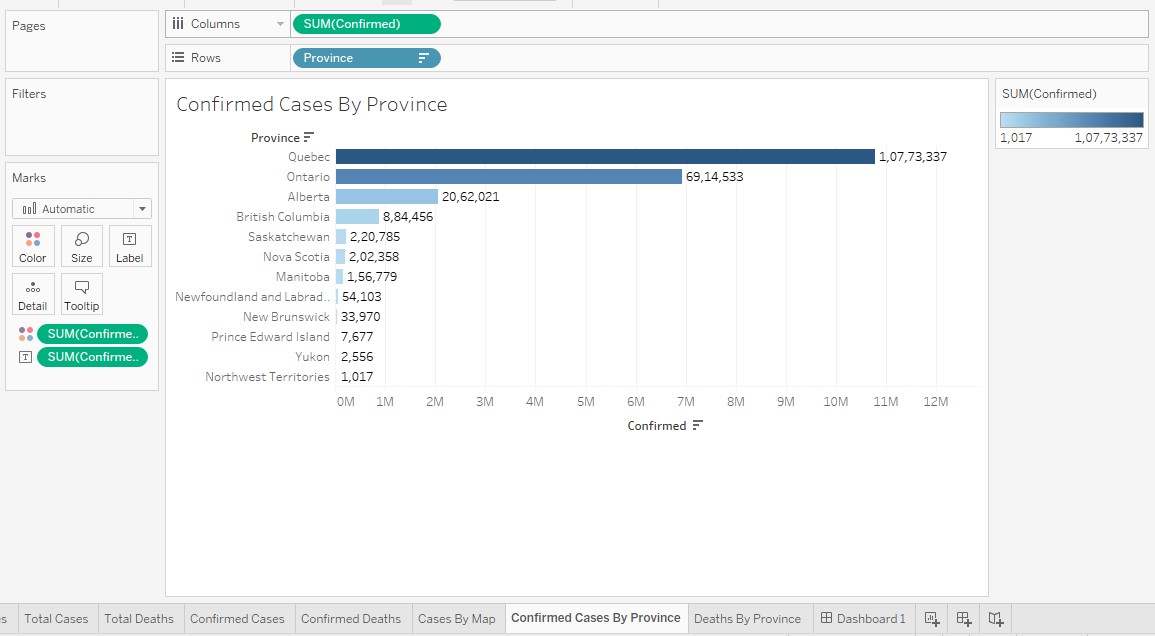 Pages
Columns
SUM(Confirmed)
Rows
Province
Filters
Marks
Automatic
Color
Size
Label
Detail
Tooltip
SUM(Confirme..
SUM(Confirme..
Confirmed Cases By Province
Province
Quebec 1,07,73,337
Ontario 69,14,533
Alberta 20,62,021
British Columbia 8,84,456
Saskatchewan 2,20,785
Nova Scotia 2,02,358
Manitoba 1,56,779
Newfoundland and Labrad.. 54,103
New Brunswick 33,970
Prince Edward Island 7,677
Yukon 2,556
Northwest Territories 1,017
0M 1M 2M 3M 4M 5M 6M 7M 8M 9M 10M 11M 12M
Confirmed
SUM(Confirmed)
1,017 1,07,73,337
Total Cases Total Deaths Confirmed Cases Confirmed Deaths Cases By Map Confirmed Cases By Province Deaths By Province Dashboard 1